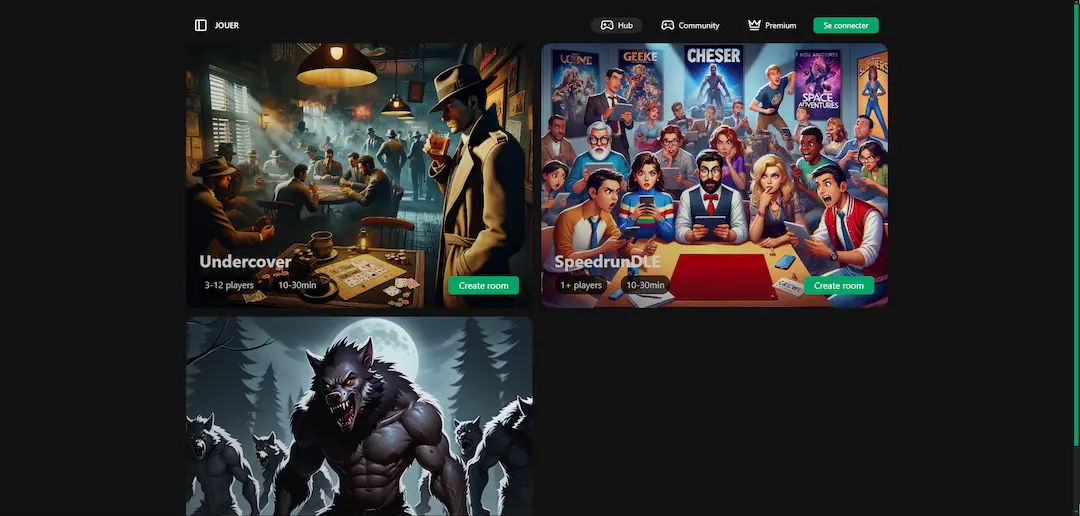 JOUER
Hub
Community
Premium
Se connecter
GEEKE
CHESER
SPACE
ADVENTURES
Undercover
3-12 players
10-30min
Create room
SpeedrunDLE
1+ players
10-30min
Create room